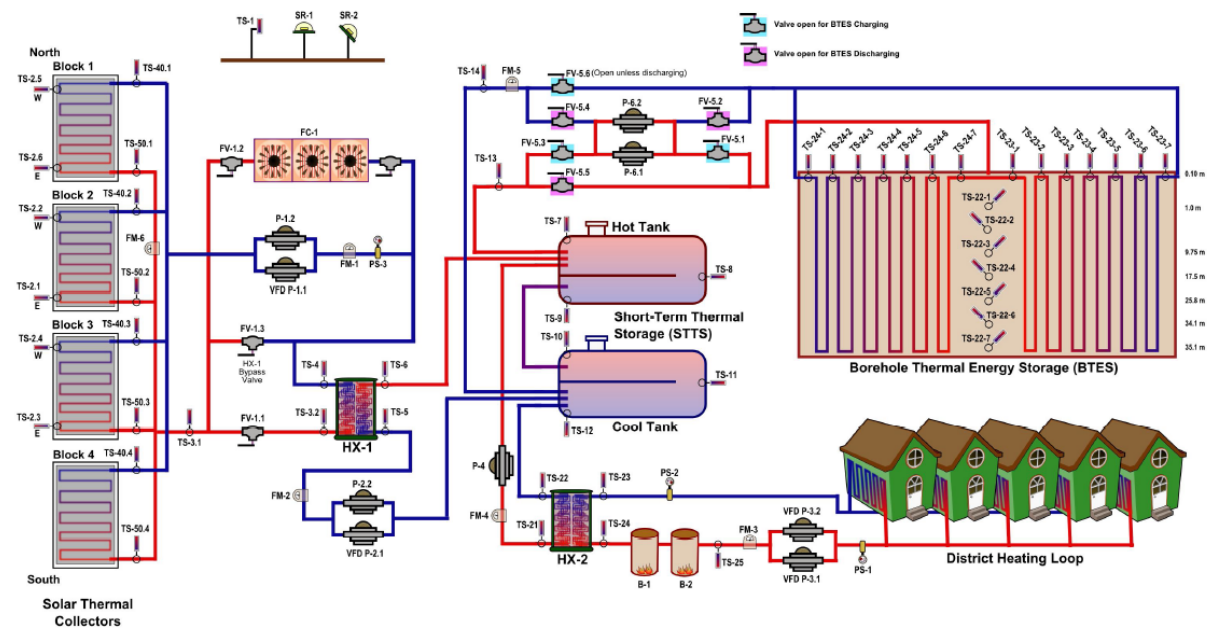 TS-1
SR-1
SR-2
Valve open for BTES Charging
Valve open for BTES Discharging
North
Block 1
TS-40.1
TS-2.5
W
TS-2.6
E
TS-50.1
Block 2
TS-40.2
TS-2.2
W
FM-6
TS-2.1
E
TS-50.2
Block 3
TS-40.3
TS-2.4
W
TS-2.3
E
TS-50.3
TS-3.1
Block 4
TS-40.4
TS-50.4
South
Solar Thermal
Collectors
FC-1
FV-1.2
P-1.2
VFD P-1.1
FM-1
PS-3
FV-1.3
HX-1
Bypass
Valve
TS-4
TS-6
FV-1.1
TS-3.2
TS-5
HX-1
FM-2
P-2.2
VFD P-2.1
TS-14
FM-5
FV-5.6 (Open unless discharging)
FV-5.4
P-6.2
FV-5.2
FV-5.3
P-6.1
FV-5.1
TS-13
FV-5.5
TS-7
Hot Tank
TS-8
TS-9
Short-Term Thermal
Storage (STTS)
TS-10
TS-11
TS-12
Cool Tank
TS-24-1
TS-24-2
TS-24-3
TS-24-4
TS-24-5
TS-24-6
TS-24-7
TS-23-1
TS-23-2
TS-23-3
TS-23-4
TS-23-5
TS-23-6
TS-23-7
TS-22-1
TS-22-2
TS-22-3
TS-22-4
TS-22-5
TS-22-6
TS-22-7
0.10 m
1.0 m
9.75 m
17.5 m
25.8 m
34.1 m
35.1 m
Borehole Thermal Energy Storage (BTES)
P-4
FM-4
TS-22
TS-23
TS-21
TS-24
HX-2
PS-2
B-1
B-2
TS-25
FM-3
VFD P-3.2
VFD P-3.1
PS-1
District Heating Loop